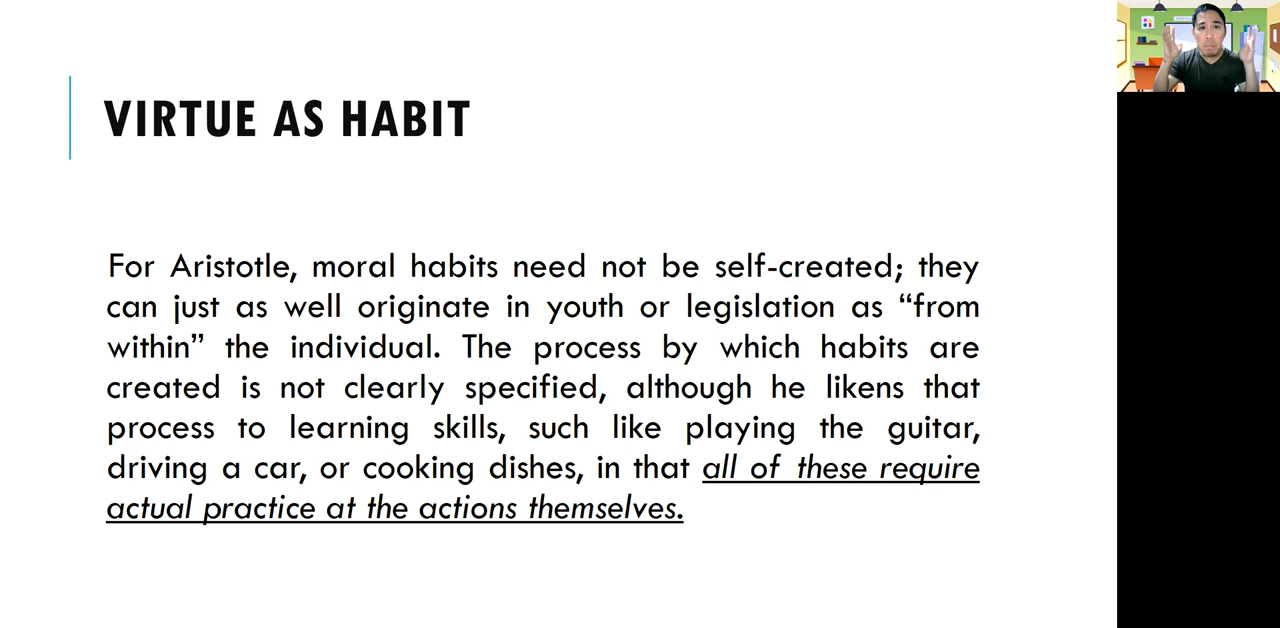 VIRTUE AS HABIT
For Aristotle, moral habits need not be self-created; they
can just as well originate in youth or legislation as “from
within” the individual. The process by which habits are
created is not clearly specified, although he likens that
process to learning skills, such like playing the guitar,
driving a car, or cooking dishes, in that all of these require
actual practice at the actions themselves.